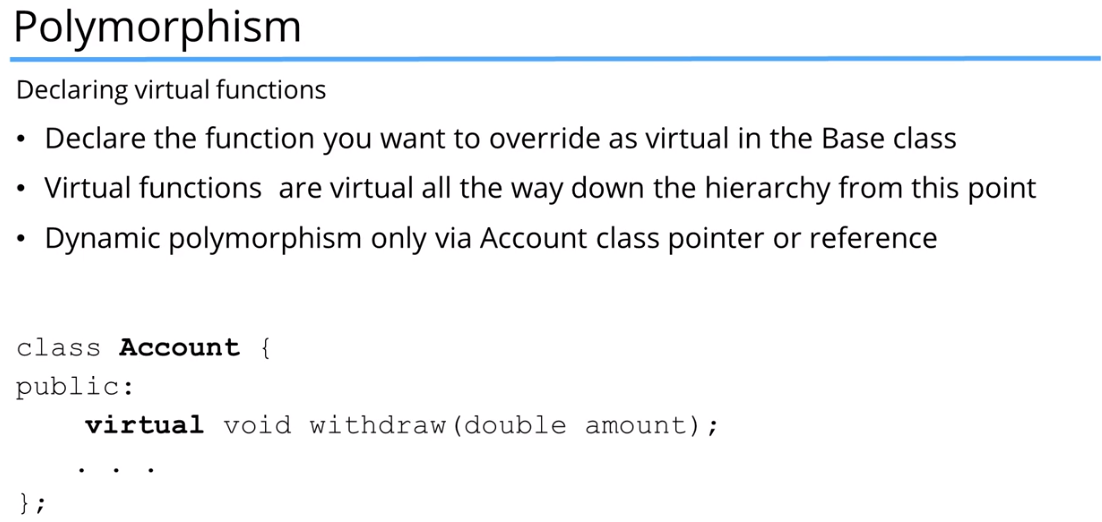 Polymorphism
Declaring virtual functions
• Declare the function you want to override as virtual in the Base class
• Virtual functions  are virtual all the way down the hierarchy from this point
• Dynamic polymorphism only via Account class pointer or reference
class Account {
public:
    virtual void withdraw(double amount);
    . . .
};